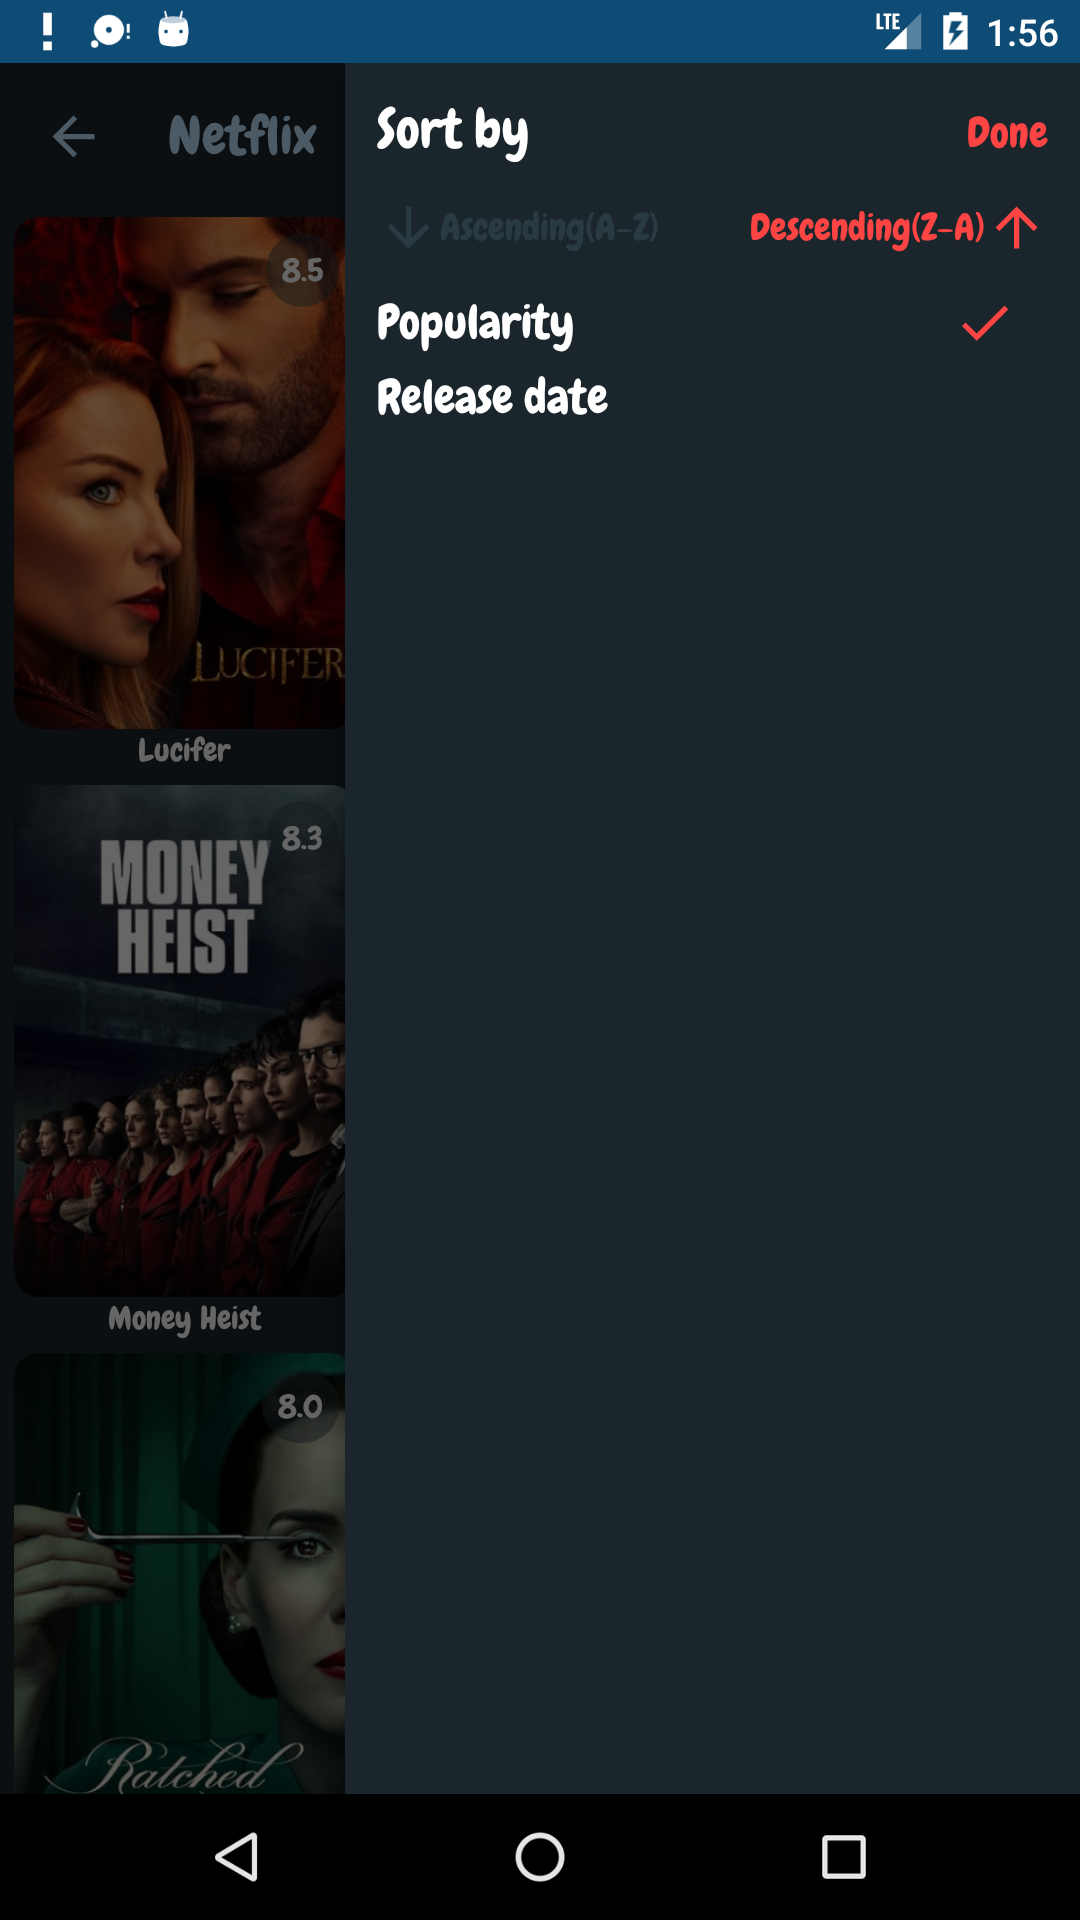 LTE 1:56
Netflix
Sort by
Done
Ascending(A-Z)
Descending(Z-A)
Popularity
Release date
8.5
LUCIFER
Lucifer
8.3
MONEY
HEIST
Money Heist
8.0
Ratched